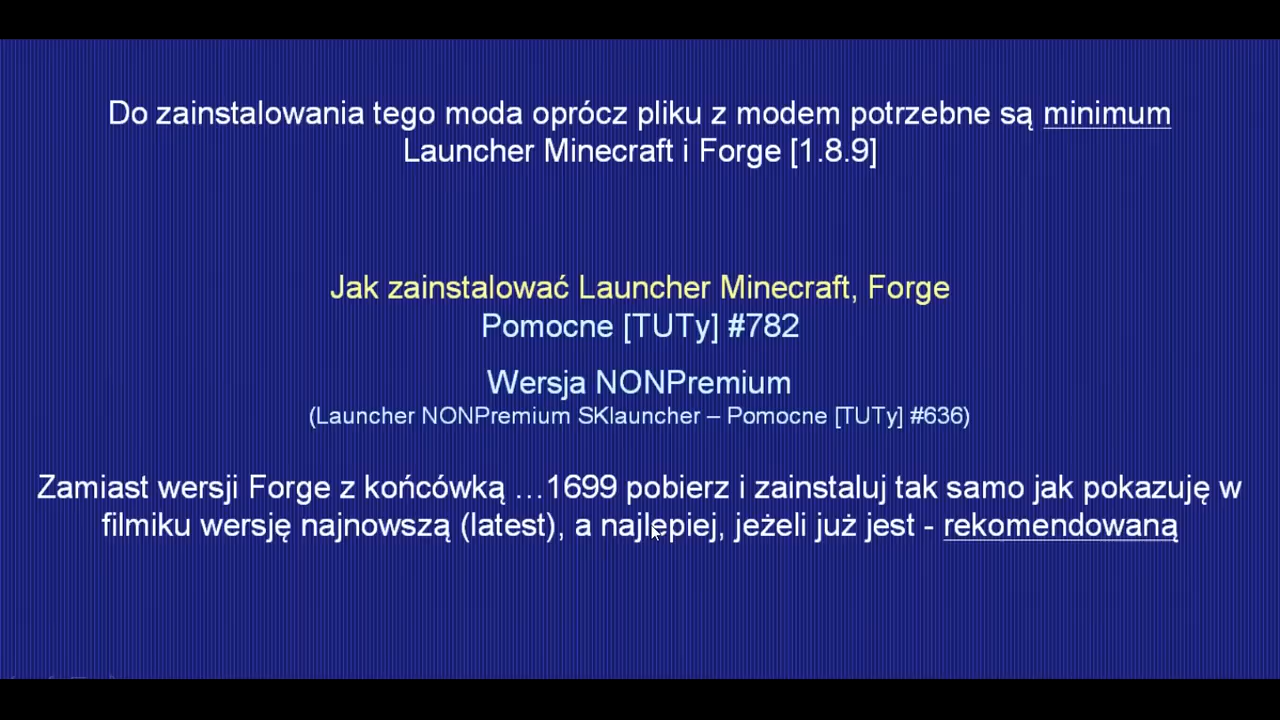 Do zainstalowania tego moda oprócz pliku z modem potrzebne są minimum
Launcher Minecraft i Forge [1.8.9]
Jak zainstalować Launcher Minecraft, Forge
Pomocne [TUTy] #782
Wersja NONPremium
(Launcher NONPremium SKlauncher – Pomocne [TUTy] #636)
Zamiast wersji Forge z końcówką …1699 pobierz i zainstaluj tak samo jak pokazuję w
filmiku wersję najnowszą (latest), a najlepiej, jeżeli już jest - rekomendowaną